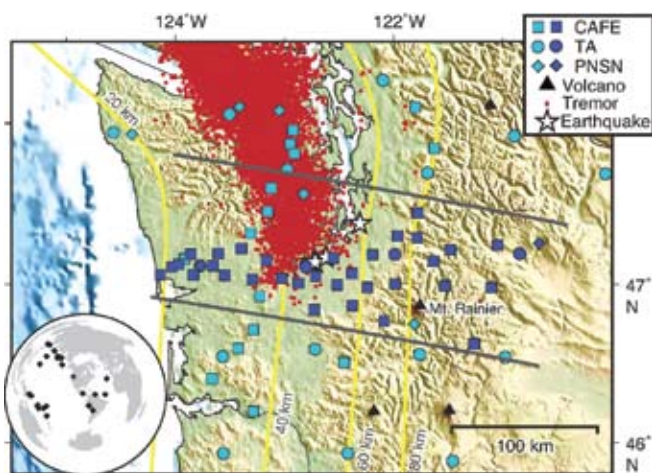 124˚W
122˚W
CAFE
TA
PNSN
Volcano
Tremor
Earthquake
20 km
47˚
N
Mt. Rainier
40 km
60 km
80 km
100 km
46˚
N